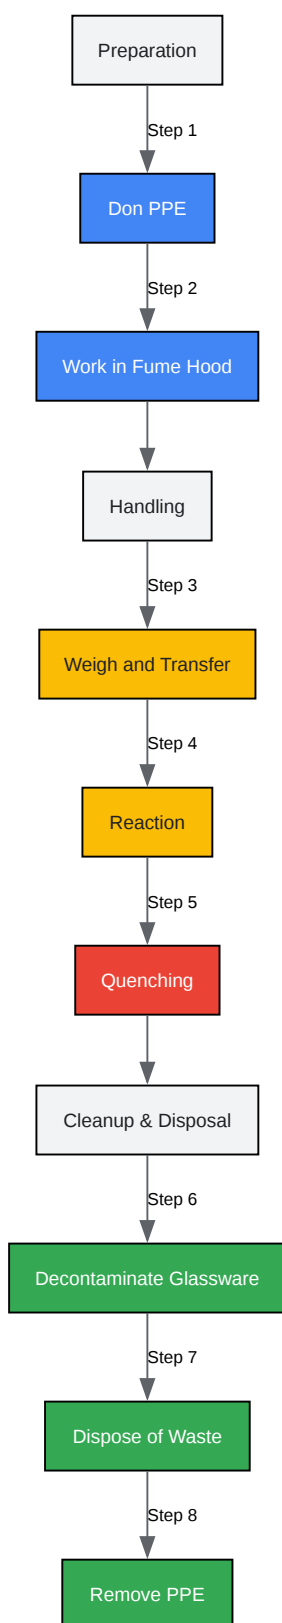 Preparation
Step 1
Don PPE
Step 2
Work in Fume Hood
Handling
Step 3
Weigh and Transfer
Step 4
Reaction
Step 5
Quenching
Cleanup & Disposal
Step 6
Decontaminate Glassware
Step 7
Dispose of Waste
Step 8
Remove PPE